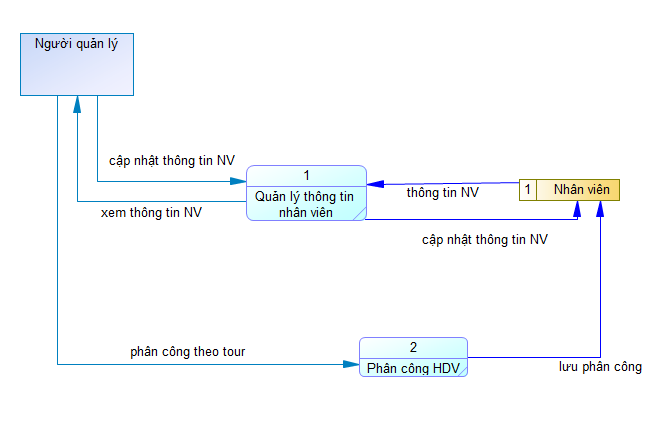 Người quản lý
cập nhật thông tin NV
1
Quản lý thông tin
nhân viên
xem thông tin NV
thông tin NV
1 Nhân viên
cập nhật thông tin NV
phân công theo tour
2
Phân công HDV
lưu phân công